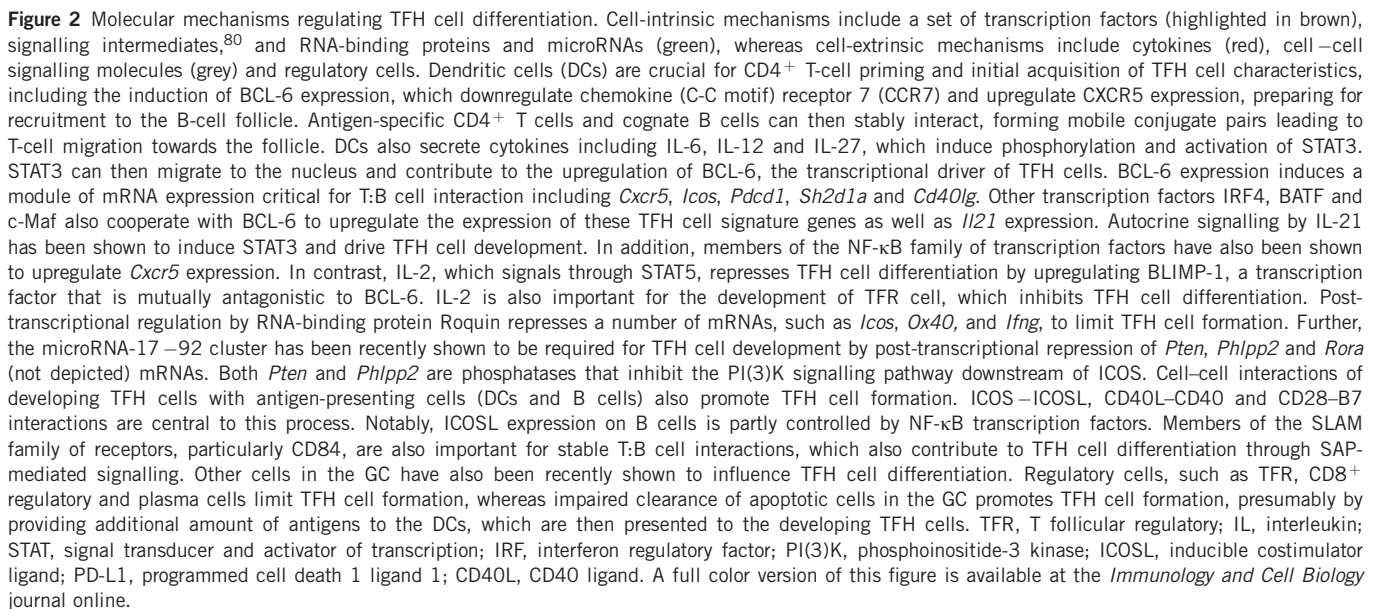 Figure 2 Molecular mechanisms regulating TFH cell differentiation. Cell-intrinsic mechanisms include a set of transcription factors (highlighted in brown),
signalling intermediates,80 and RNA-binding proteins and microRNAs (green), whereas cell-extrinsic mechanisms include cytokines (red), cell–cell
signalling molecules (grey) and regulatory cells. Dendritic cells (DCs) are crucial for CD4+ T-cell priming and initial acquisition of TFH cell characteristics,
including the induction of BCL-6 expression, which downregulate chemokine (C-C motif) receptor 7 (CCR7) and upregulate CXCR5 expression, preparing for
recruitment to the B-cell follicle. Antigen-specific CD4+ T cells and cognate B cells can then stably interact, forming mobile conjugate pairs leading to
T-cell migration towards the follicle. DCs also secrete cytokines including IL-6, IL-12 and IL-27, which induce phosphorylation and activation of STAT3.
STAT3 can then migrate to the nucleus and contribute to the upregulation of BCL-6, the transcriptional driver of TFH cells. BCL-6 expression induces a
module of mRNA expression critical for T:B cell interaction including Cxcr5, Icos, Pdcd1, Sh2d1a and Cd40lg. Other transcription factors IRF4, BATF and
c-Maf also cooperate with BCL-6 to upregulate the expression of these TFH cell signature genes as well as Il21 expression. Autocrine signalling by IL-21
has been shown to induce STAT3 and drive TFH cell development. In addition, members of the NF-κB family of transcription factors have also been shown
to upregulate Cxcr5 expression. In contrast, IL-2, which signals through STAT5, represses TFH cell differentiation by upregulating BLIMP-1, a transcription
factor that is mutually antagonistic to BCL-6. IL-2 is also important for the development of TFR cell, which inhibits TFH cell differentiation. Post-
transcriptional regulation by RNA-binding protein Roquin represses a number of mRNAs, such as Icos, Ox40, and Ifng, to limit TFH cell formation. Further,
the microRNA-17–92 cluster has been recently shown to be required for TFH cell development by post-transcriptional repression of Pten, Phlpp2 and Rora
(not depicted) mRNAs. Both Pten and Phlpp2 are phosphatases that inhibit the PI(3)K signalling pathway downstream of ICOS. Cell–cell interactions of
developing TFH cells with antigen-presenting cells (DCs and B cells) also promote TFH cell formation. ICOS–ICOSL, CD40L–CD40 and CD28–B7
interactions are central to this process. Notably, ICOSL expression on B cells is partly controlled by NF-κB transcription factors. Members of the SLAM
family of receptors, particularly CD84, are also important for stable T:B cell interactions, which also contribute to TFH cell differentiation through SAP-
mediated signalling. Other cells in the GC have also been recently shown to influence TFH cell differentiation. Regulatory cells, such as TFR, CD8+
regulatory and plasma cells limit TFH cell formation, whereas impaired clearance of apoptotic cells in the GC promotes TFH cell formation, presumably by
providing additional amount of antigens to the DCs, which are then presented to the developing TFH cells. TFR, T follicular regulatory; IL, interleukin;
STAT, signal transducer and activator of transcription; IRF, interferon regulatory factor; PI(3)K, phosphoinositide-3 kinase; ICOSL, inducible costimulator
ligand; PD-L1, programmed cell death 1 ligand 1; CD40L, CD40 ligand. A full color version of this figure is available at the Immunology and Cell Biology
journal online.